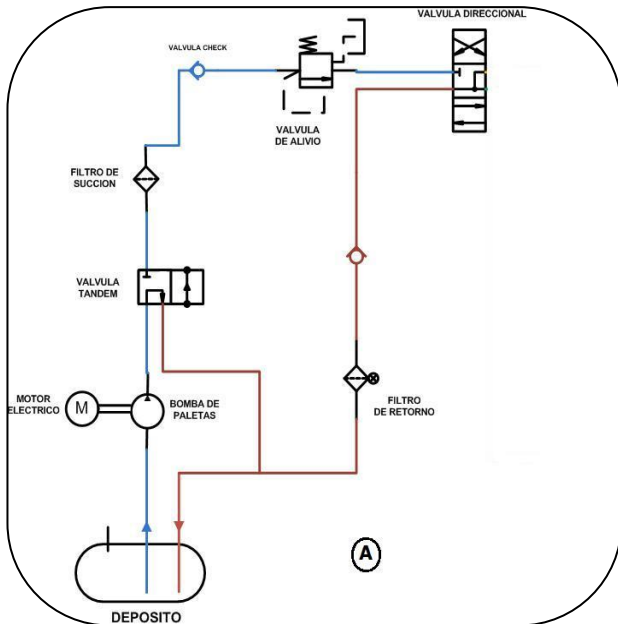 VALVULA DIRECCIONAL
VALVULA CHECK
VALVULA
DE ALIVIO
FILTRO DE
SUCCION
VALVULA
TANDEM
MOTOR
ELECTRICO
M
BOMBA DE
PALETAS
FILTRO
DE RETORNO
A
DEPOSITO